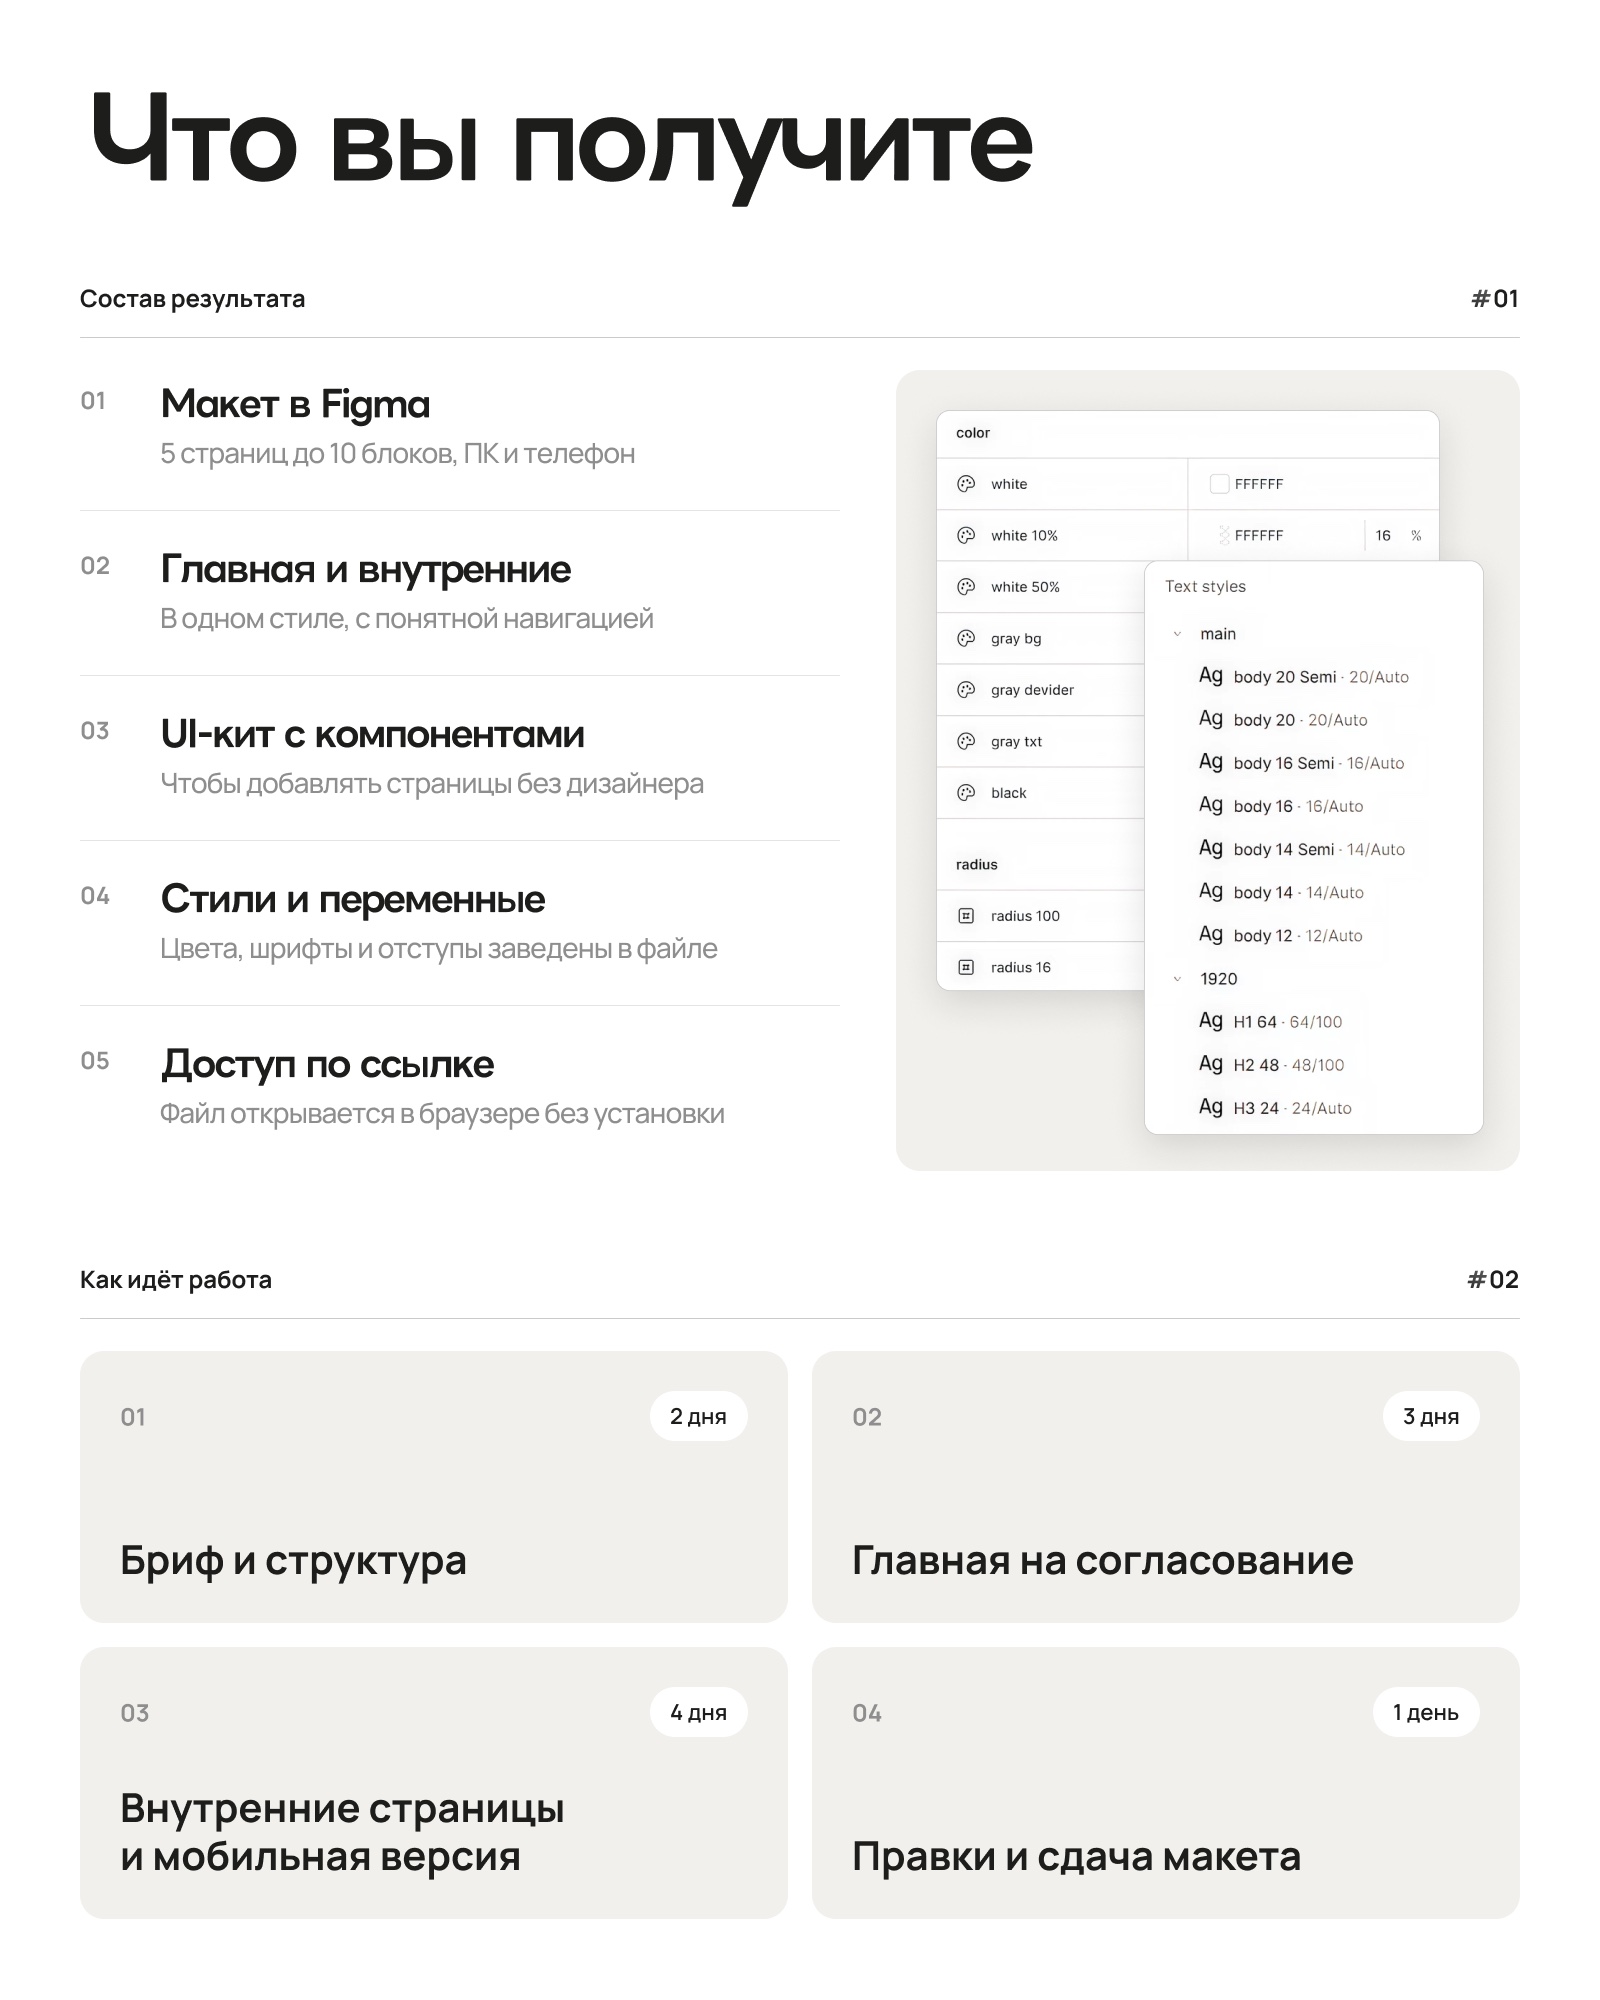 Что вы получите
Состав результата
#01
01
Макет в Figma
5 страниц до 10 блоков, ПК и телефон
02
Главная и внутренние
В одном стиле, с понятной навигацией
03
UI-кит с компонентами
Чтобы добавлять страницы без дизайнера
04
Стили и переменные
Цвета, шрифты и отступы заведены в файле
05
Доступ по ссылке
Файл открывается в браузере без установки
color
white
FFFFFF
white 10%
FFFFFF
16 %
white 50%
gray bg
gray devider
gray txt
black
radius
radius 100
radius 16
Text styles
main
Ag body 20 Semi · 20/Auto
Ag body 20 · 20/Auto
Ag body 16 Semi · 16/Auto
Ag body 16 · 16/Auto
Ag body 14 Semi · 14/Auto
Ag body 14 · 14/Auto
Ag body 12 · 12/Auto
1920
Ag H1 64 · 64/100
Ag H2 48 · 48/100
Ag H3 24 · 24/Auto
Как идёт работа
#02
01
2 дня
Бриф и структура
02
3 дня
Главная на согласование
03
4 дня
Внутренние страницы
и мобильная версия
04
1 день
Правки и сдача макета